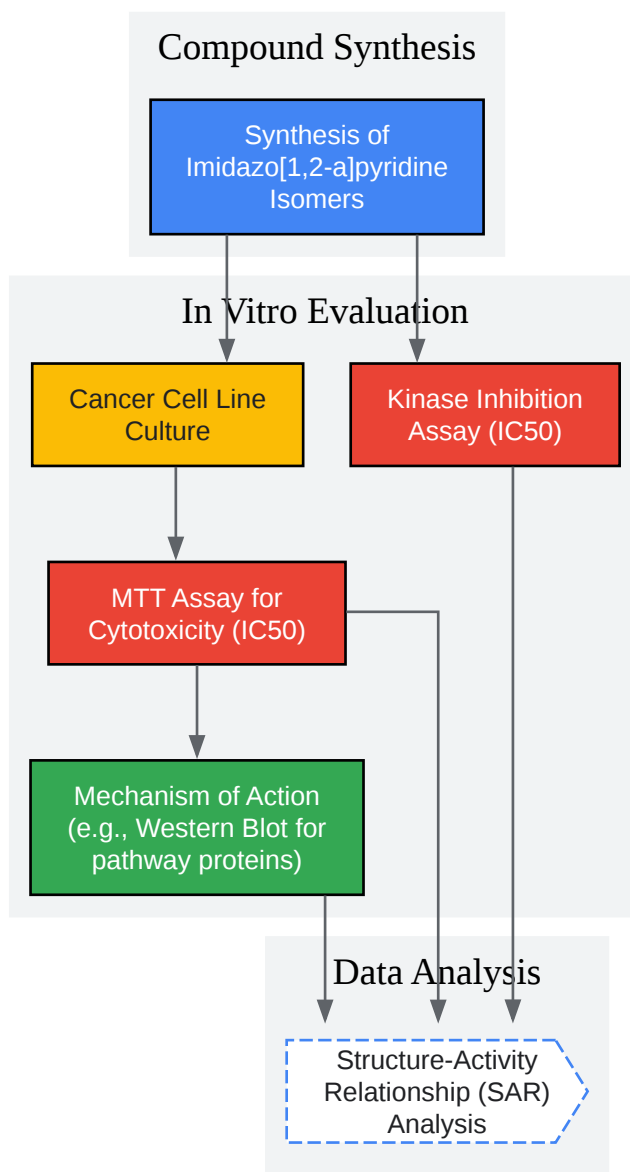 Compound Synthesis
Synthesis of
Imidazo[1,2-a]pyridine
Isomers
In Vitro Evaluation
Cancer Cell Line
Culture
Kinase Inhibition
Assay (IC50)
MTT Assay for
Cytotoxicity (IC50)
Mechanism of Action
(e.g., Western Blot for
pathway proteins)
Data Analysis
Structure-Activity
Relationship (SAR)
Analysis